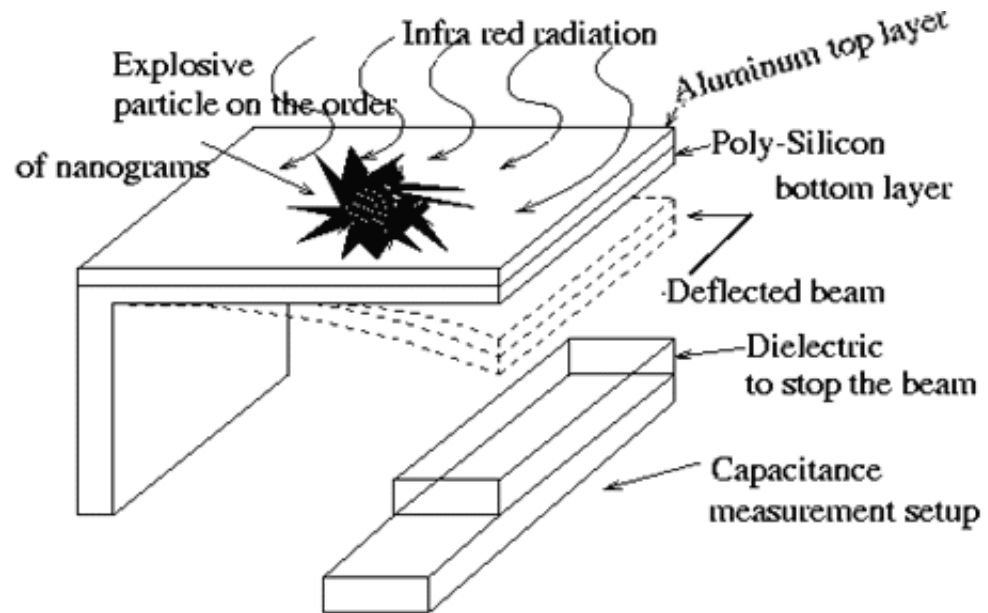 Infra red radiation
Explosive
particle on the order
of nanograms
Aluminum top layer
Poly-Silicon
bottom layer
Deflected beam
Dielectric
to stop the beam
Capacitance
measurement setup